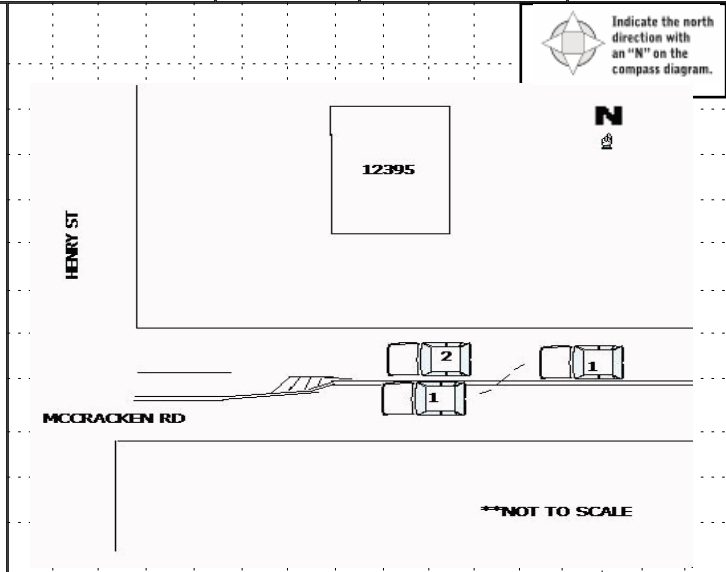 Indicate the north
direction with
an "N" on the
compass diagram.
N
12395
HENRY ST
2
1
1
MCCRACKEN RD
**NOT TO SCALE